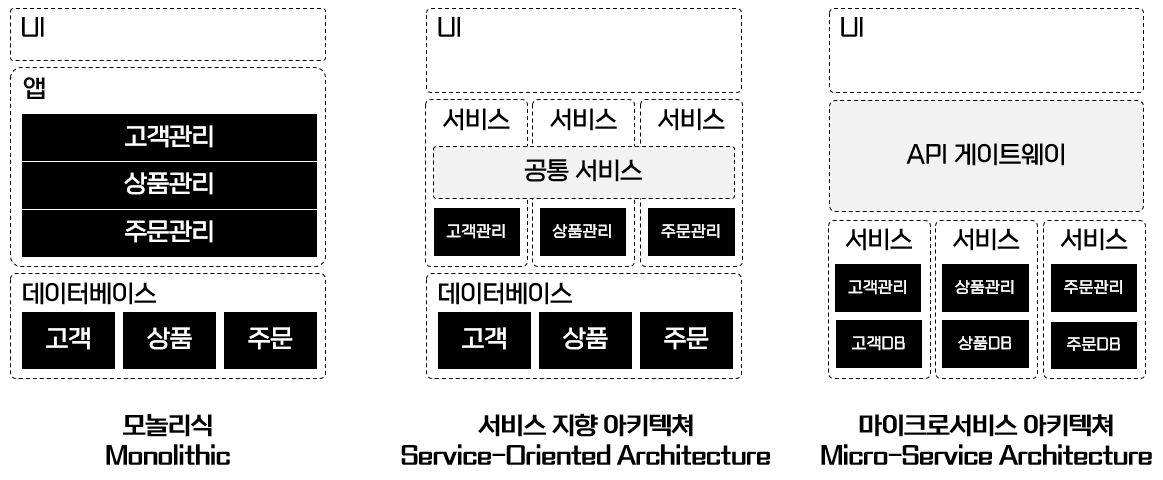 UI
앱
고객관리
상품관리
주문관리
데이터베이스
고객 상품 주문
모놀리식
Monolithic
UI
서비스 서비스 서비스
공통 서비스
고객관리 상품관리 주문관리
데이터베이스
고객 상품 주문
서비스 지향 아키텍쳐
Service-Oriented Architecture
UI
API 게이트웨이
서비스 서비스 서비스
고객관리 상품관리 주문관리
고객DB 상품DB 주문DB
마이크로서비스 아키텍쳐
Micro-Service Architecture